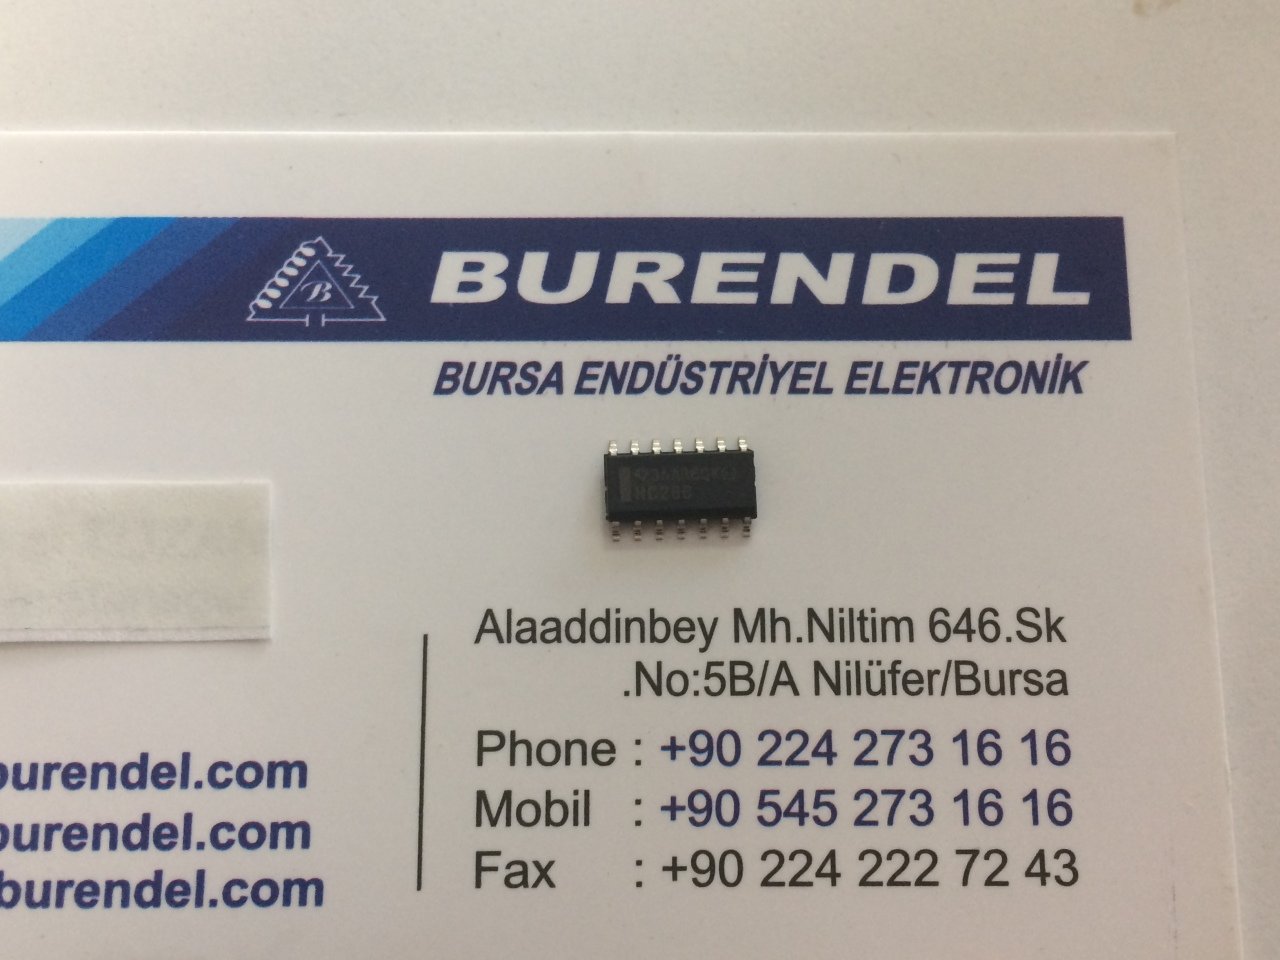 B
BURENDEL
BURSA ENDÜSTRİYEL ELEKTRONİK
Alaaddinbey Mh.Niltim 646.Sk
.No:5B/A Nilüfer/Bursa
Phone : +90 224 273 16 16
Mobil : +90 545 273 16 16
Fax : +90 224 222 72 43
burendel.com
burendel.com
burendel.com